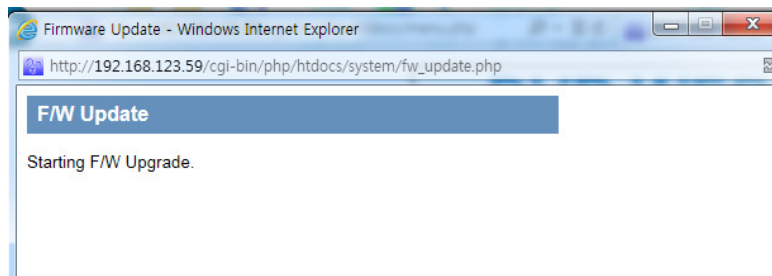 Firmware Update - Windows Internet Explorer
http://192.168.123.59/cgi-bin/php/htdocs/system/fw_update.php
F/W Update
Starting F/W Upgrade.